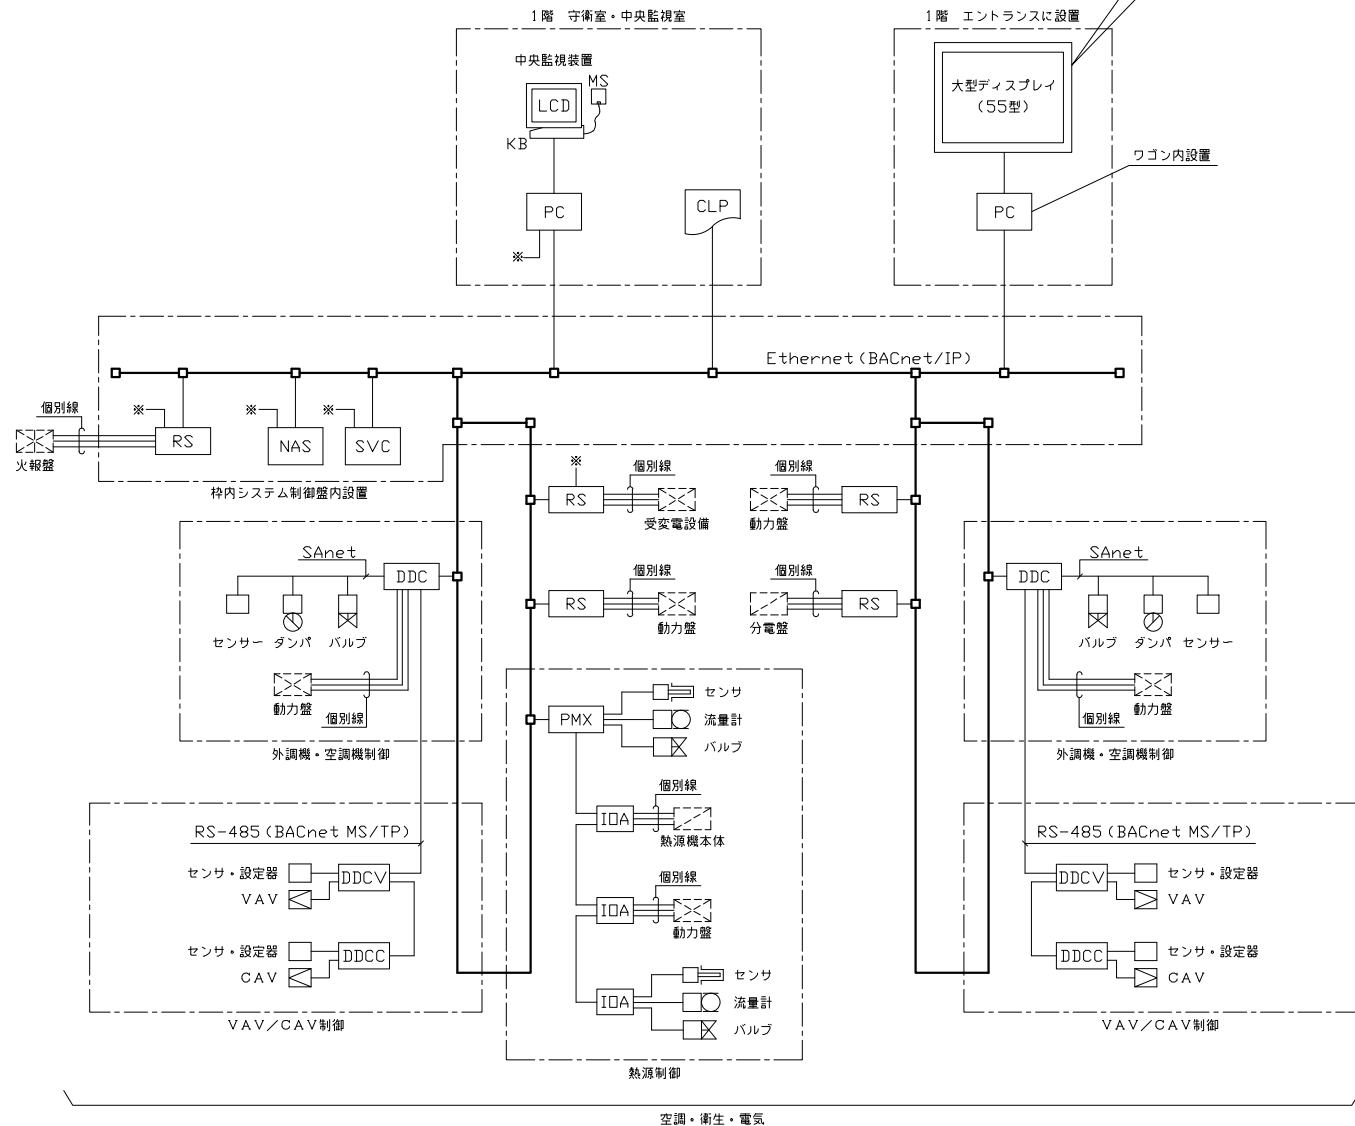 1階　守衛室・中央監視室
1階　エントランスに設置
中央監視装置
MS
LCD
KB
PC
※
CLP
大型ディスプレイ
（55型）
ワゴン内設置
PC
Ethernet(BACnet/IP)
個別線
※
※
※
RS
NAS
SVC
火報盤
枠内システム制御盤内設置
※
個別線
RS
受変電設備
個別線
RS
動力盤
個別線
RS
動力盤
個別線
RS
分電盤
SAnet
DDC
センサー
ダンパ
バルブ
動力盤
個別線
外調機・空調機制御
SAnet
DDC
バルブ
ダンパ
センサー
動力盤
個別線
外調機・空調機制御
PMX
センサ
流量計
バルブ
個別線
IOA
熱源機本体
個別線
IOA
動力盤
IOA
センサ
流量計
バルブ
熱源制御
RS-485(BACnet MS/TP)
センサ・設定器
DDCV
VAV
センサ・設定器
DDCC
CAV
VAV／CAV制御
RS-485(BACnet MS/TP)
DDCV
センサ・設定器
VAV
DDCC
センサ・設定器
CAV
VAV／CAV制御
空調・衛生・電気